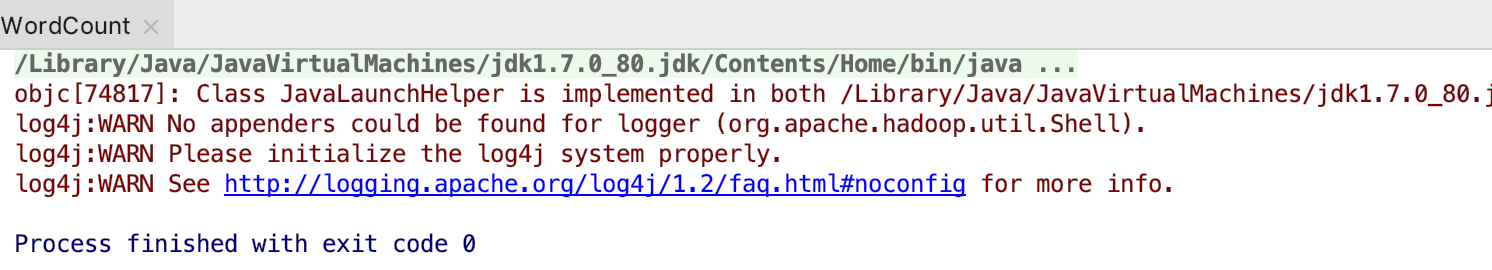 WordCount
/Library/Java/JavaVirtualMachines/jdk1.7.0_80.jdk/Contents/Home/bin/java ...
objc[74817]: Class JavaLaunchHelper is implemented in both /Library/Java/JavaVirtualMachines/jdk1.7.0_80.j
log4j:WARN No appenders could be found for logger (org.apache.hadoop.util.Shell).
log4j:WARN Please initialize the log4j system properly.
log4j:WARN See http://logging.apache.org/log4j/1.2/faq.html#noconfig for more info.
Process finished with exit code 0